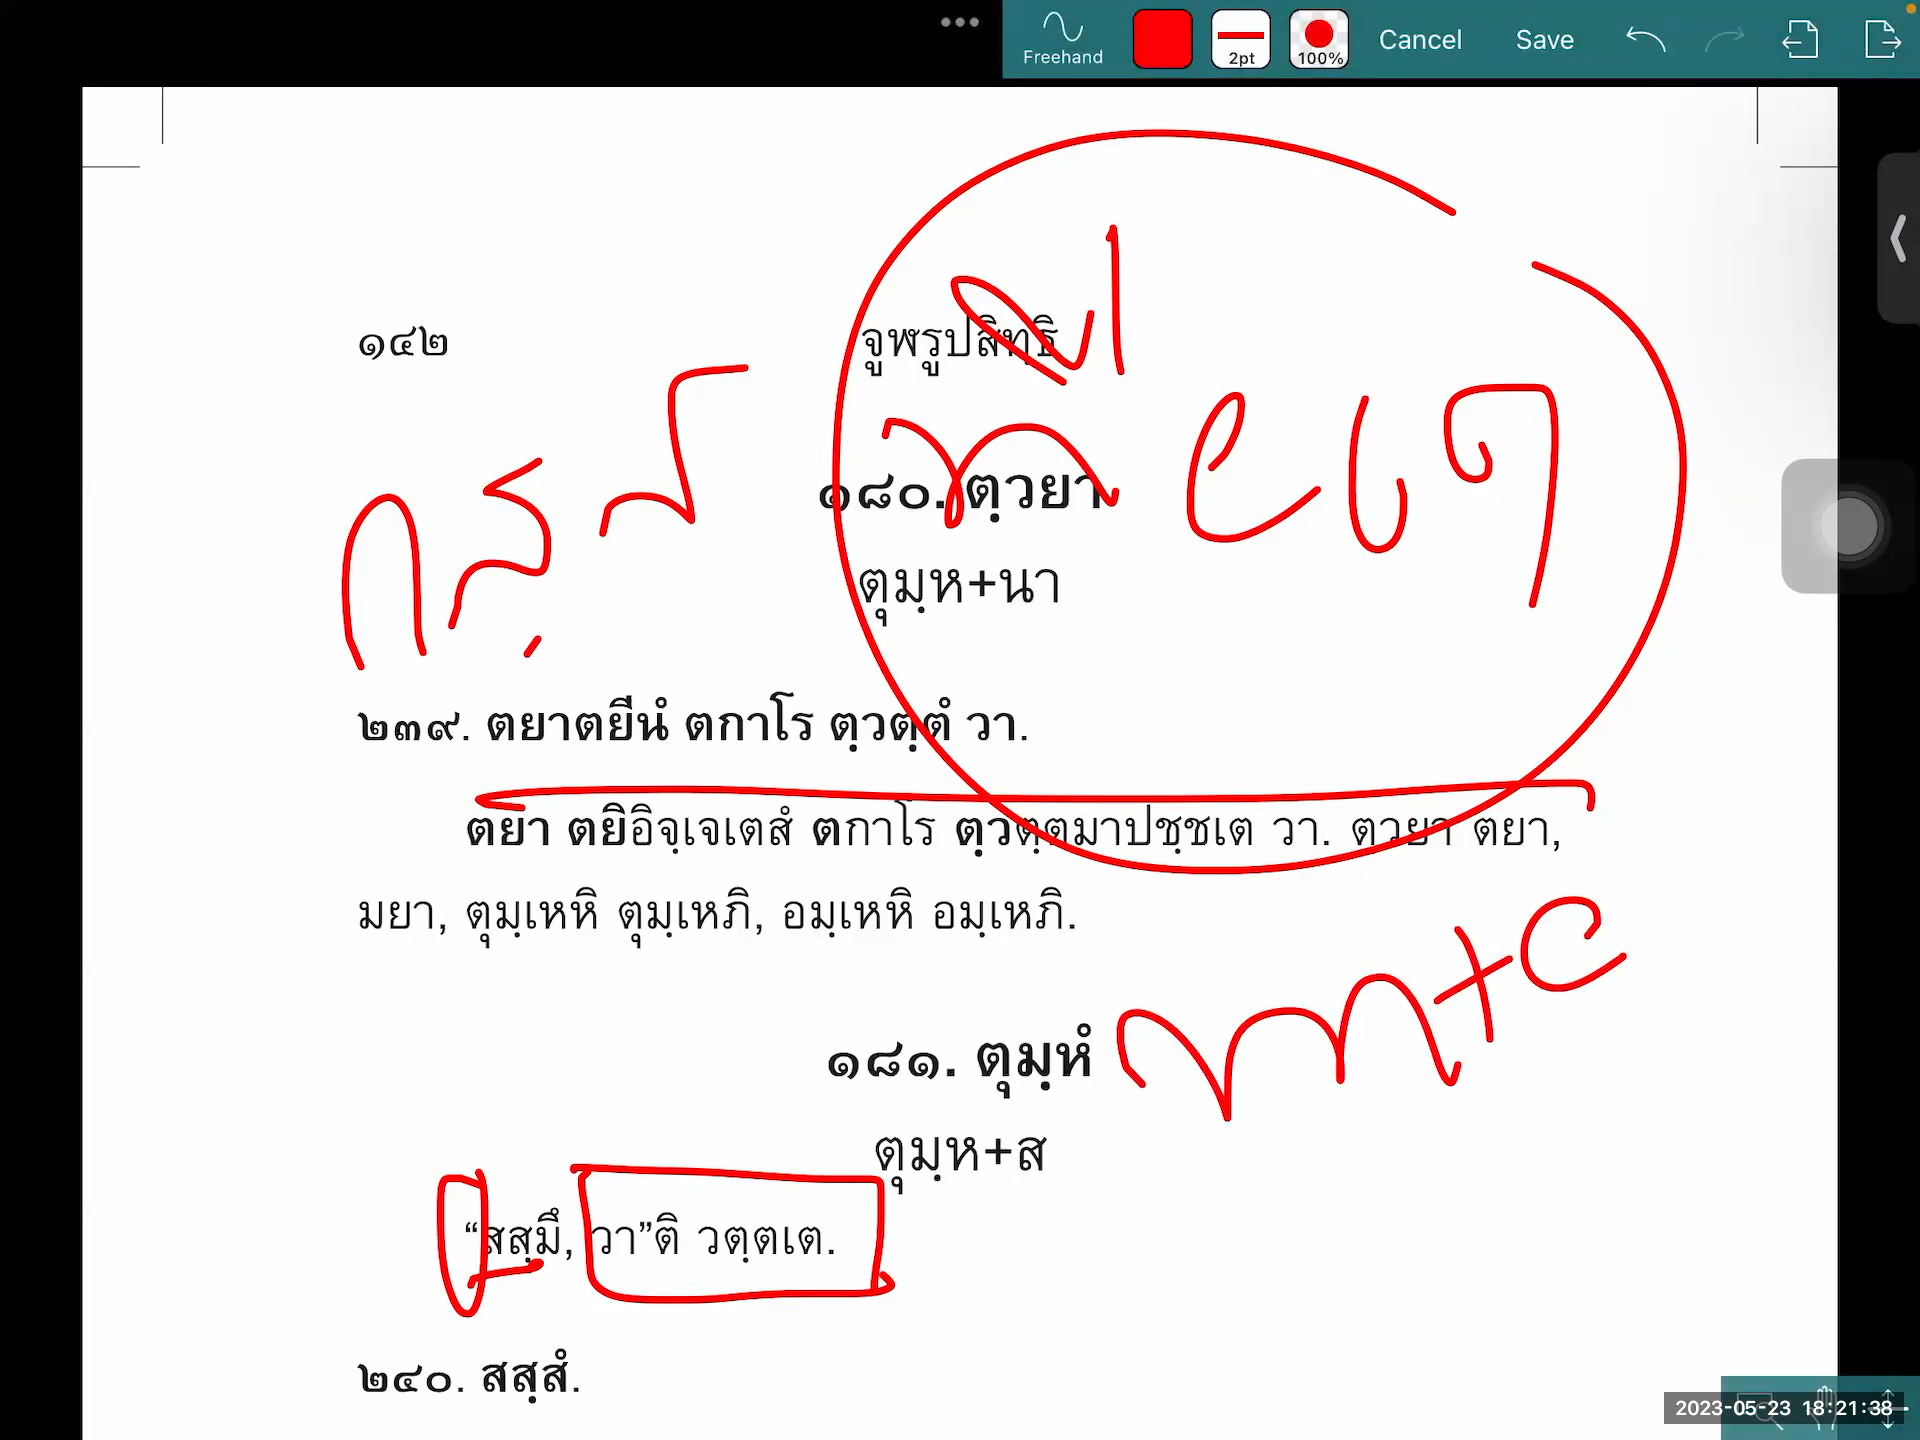 Freehand
2pt
100%
Cancel
Save
๑๔๒
จูฬรูปสิทฺธิ
๑๘๐. ตฺวยา
ตุมฺห+นา
๒๓๙. ตยาตยีนํ ตกาโร ตฺวตฺตํ วา.
ตยา ตยิอิจฺเจเตสํ ตกาโร ตฺวตฺตมาปชฺชเต วา. ตฺวยา ตยา,
มยา, ตุมฺเหหิ ตุมฺเหภิ, อมฺเหหิ อมฺเหภิ.
๑๘๑. ตุมฺหํ
ตุมฺห+ส
“สสฺมึ, วา”ติ วตฺตเต.
๒๔๐. สสฺสํ.
2023-05-23 18:21:38